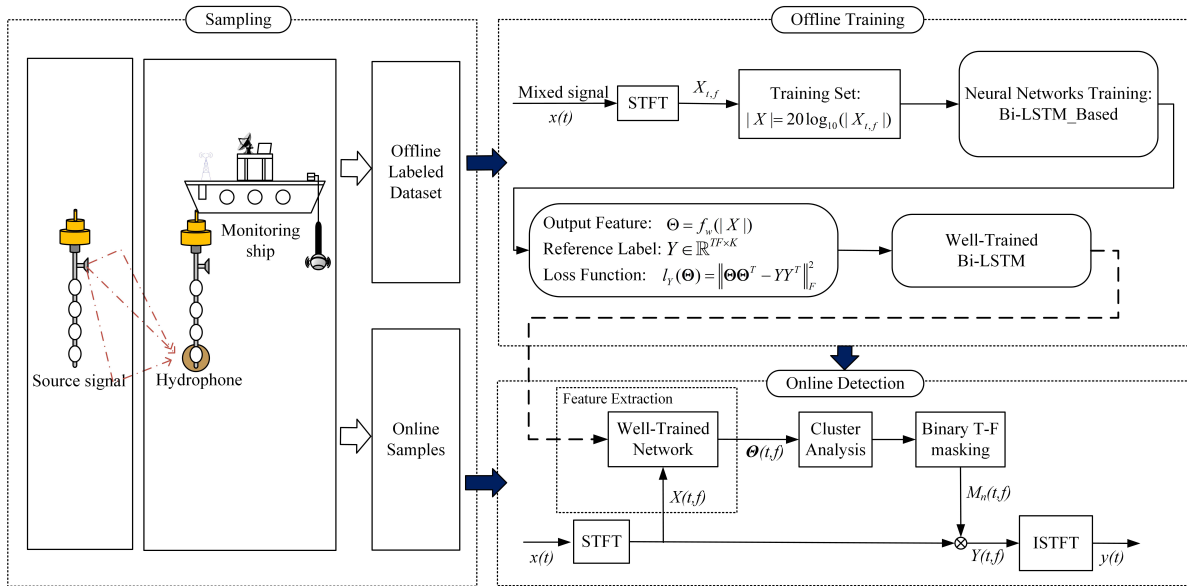 Sampling
Source signal
Monitoring
ship
Hydrophone
Offline
Labeled
Dataset
Online
Samples
Offline Training
Mixed signal
x(t)
STFT
X_{t,f}
Training Set:
| X |= 20log_{10}(| X_{t,f} |)
Neural Networks Training:
Bi-LSTM_Based
Output Feature: Θ = f_w(| X |)
Reference Label: Y ∈ ℝ^{TF×K}
Loss Function: l_Y(Θ) = ‖ΘΘ^T − YY^T‖_F^2
Well-Trained
Bi-LSTM
Online Detection
Feature Extraction
Well-Trained
Network
Θ(t,f)
Cluster
Analysis
Binary T-F
masking
X(t,f)
M_n(t,f)
x(t)
STFT
Y(t,f)
ISTFT
y(t)